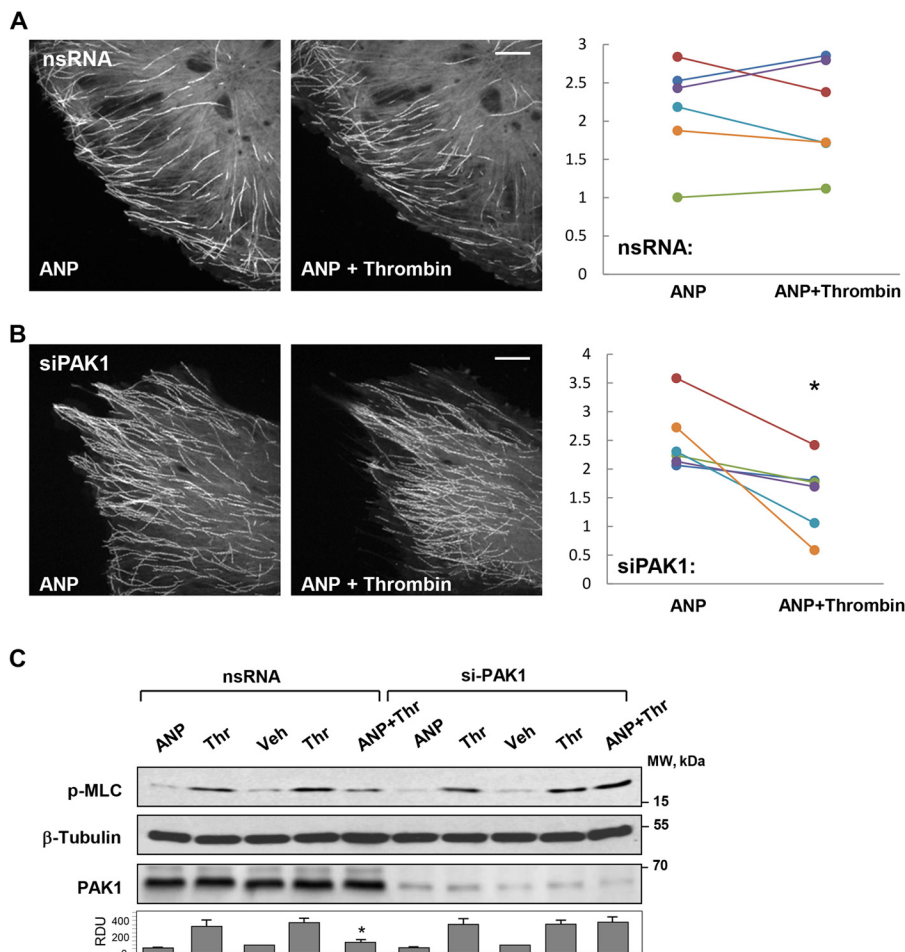 A
nsRNA
ANP
ANP + Thrombin
3
2.5
2
1.5
1
0.5
0
nsRNA:
ANP
ANP+Thrombin
B
siPAK1
ANP
ANP + Thrombin
4
3.5
3
2.5
2
1.5
1
0.5
0
*
siPAK1:
ANP
ANP+Thrombin
C
nsRNA
si-PAK1
ANP
Thr
Veh
Thr
ANP+Thr
ANP
Thr
Veh
Thr
ANP+Thr
MW, kDa
p-MLC
15
β-Tubulin
55
PAK1
70
RDU
400
200
0
*